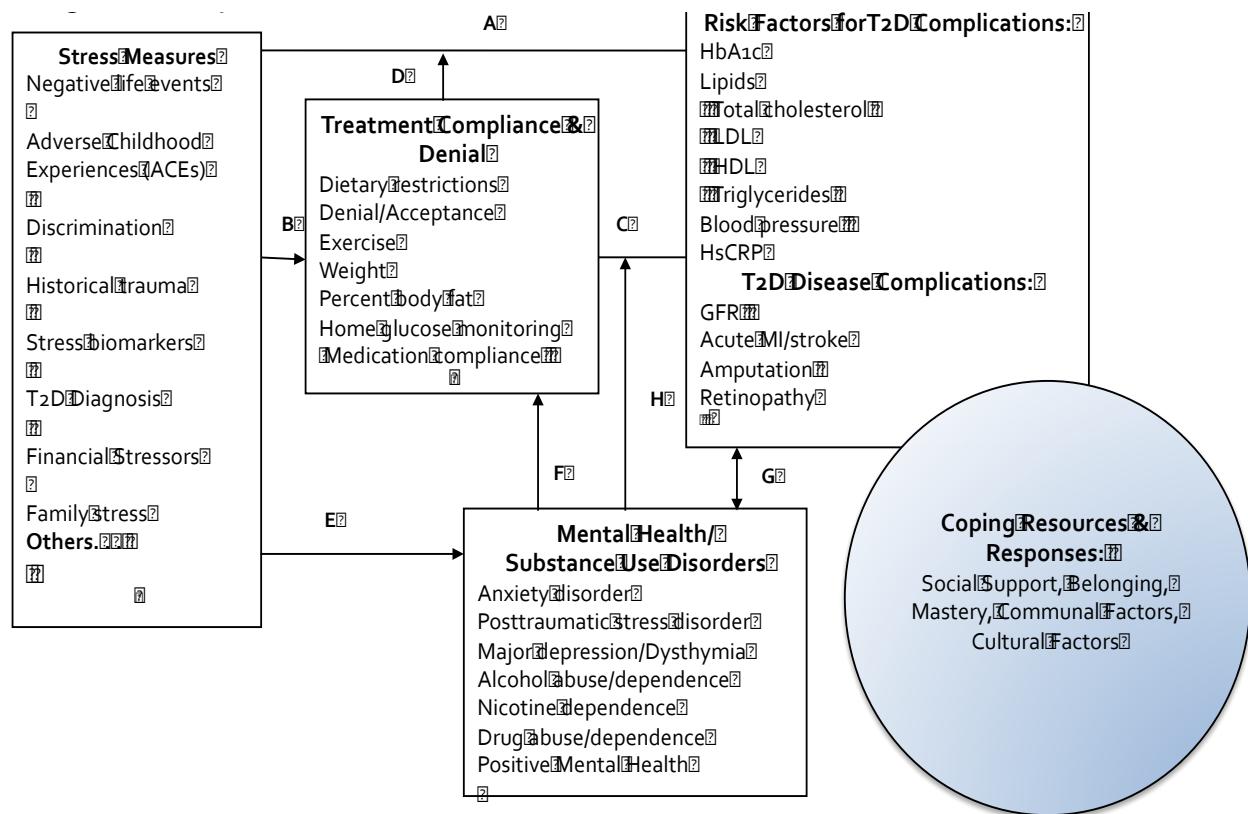 A
Stress Measures
Negative life events
Adverse Childhood
Experiences (ACEs)
Discrimination
Historical trauma
Stress biomarkers
T2D Diagnosis
Financial Stressors
Family stress
Others.
B
D
Treatment Compliance &
Denial
Dietary restrictions
Denial/Acceptance
Exercise
Weight
Percent body fat
Home glucose monitoring
Medication compliance
C
Risk Factors for T2D Complications:
HbA1c
Lipids
Total cholesterol
LDL
HDL
Triglycerides
Blood pressure
HsCRP
T2D Disease Complications:
GFR
Acute MI/stroke
Amputation
Retinopathy
H
F
G
E
Mental Health/
Substance Use Disorders
Anxiety disorder
Posttraumatic stress disorder
Major depression/Dysthymia
Alcohol abuse/dependence
Nicotine dependence
Drug abuse/dependence
Positive Mental Health
Coping Resources &
Responses:
Social Support, Belonging,
Mastery, Communal Factors,
Cultural Factors